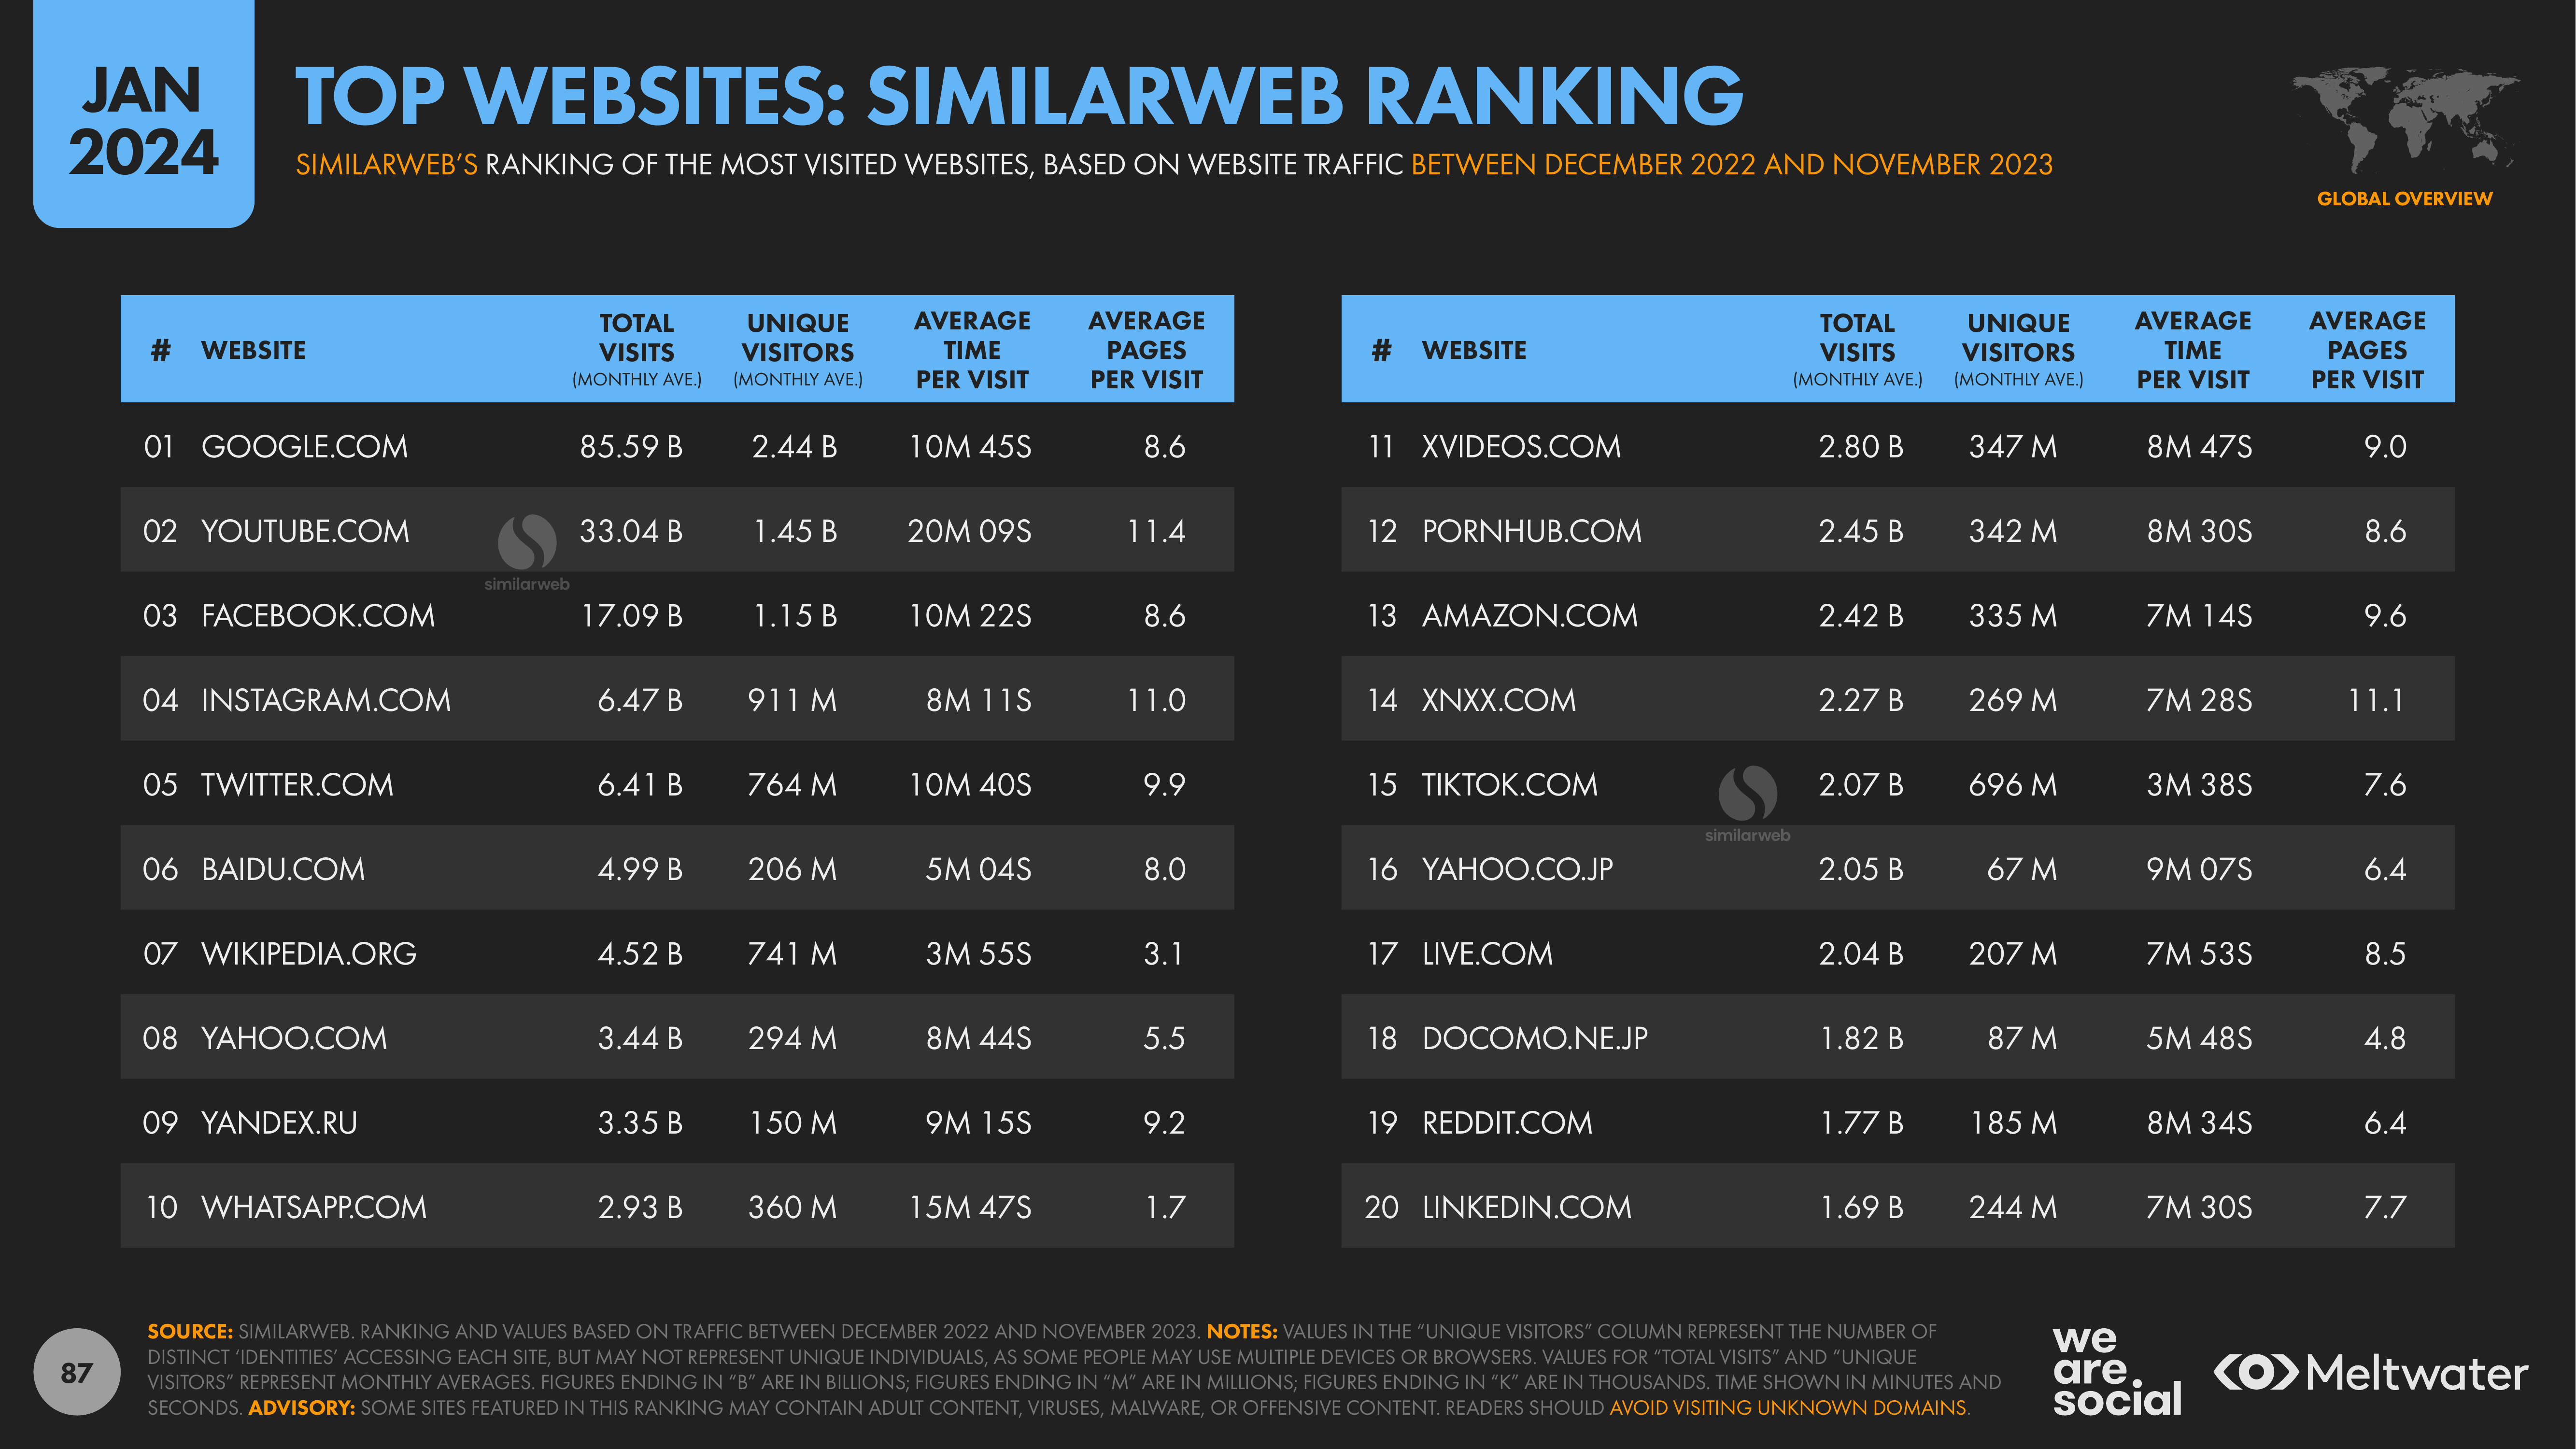 JAN
2024
TOP WEBSITES: SIMILARWEB RANKING
SIMILARWEB'S RANKING OF THE MOST VISITED WEBSITES, BASED ON WEBSITE TRAFFIC BETWEEN DECEMBER 2022 AND NOVEMBER 2023
GLOBAL OVERVIEW
# WEBSITE TOTAL VISITS (MONTHLY AVE.) UNIQUE VISITORS (MONTHLY AVE.) AVERAGE TIME PER VISIT AVERAGE PAGES PER VISIT
01 GOOGLE.COM 85.59 B 2.44 B 10M 45S 8.6
02 YOUTUBE.COM 33.04 B 1.45 B 20M 09S 11.4
similarweb
03 FACEBOOK.COM 17.09 B 1.15 B 10M 22S 8.6
04 INSTAGRAM.COM 6.47 B 911 M 8M 11S 11.0
05 TWITTER.COM 6.41 B 764 M 10M 40S 9.9
06 BAIDU.COM 4.99 B 206 M 5M 04S 8.0
07 WIKIPEDIA.ORG 4.52 B 741 M 3M 55S 3.1
08 YAHOO.COM 3.44 B 294 M 8M 44S 5.5
09 YANDEX.RU 3.35 B 150 M 9M 15S 9.2
10 WHATSAPP.COM 2.93 B 360 M 15M 47S 1.7
# WEBSITE TOTAL VISITS (MONTHLY AVE.) UNIQUE VISITORS (MONTHLY AVE.) AVERAGE TIME PER VISIT AVERAGE PAGES PER VISIT
11 XVIDEOS.COM 2.80 B 347 M 8M 47S 9.0
12 PORNHUB.COM 2.45 B 342 M 8M 30S 8.6
13 AMAZON.COM 2.42 B 335 M 7M 14S 9.6
14 XNXX.COM 2.27 B 269 M 7M 28S 11.1
15 TIKTOK.COM 2.07 B 696 M 3M 38S 7.6
similarweb
16 YAHOO.CO.JP 2.05 B 67 M 9M 07S 6.4
17 LIVE.COM 2.04 B 207 M 7M 53S 8.5
18 DOCOMO.NE.JP 1.82 B 87 M 5M 48S 4.8
19 REDDIT.COM 1.77 B 185 M 8M 34S 6.4
20 LINKEDIN.COM 1.69 B 244 M 7M 30S 7.7
87
SOURCE: SIMILARWEB. RANKING AND VALUES BASED ON TRAFFIC BETWEEN DECEMBER 2022 AND NOVEMBER 2023. NOTES: VALUES IN THE “UNIQUE VISITORS” COLUMN REPRESENT THE NUMBER OF
DISTINCT ‘IDENTITIES’ ACCESSING EACH SITE, BUT MAY NOT REPRESENT UNIQUE INDIVIDUALS, AS SOME PEOPLE MAY USE MULTIPLE DEVICES OR BROWSERS. VALUES FOR “TOTAL VISITS” AND “UNIQUE
VISITORS” REPRESENT MONTHLY AVERAGES. FIGURES ENDING IN “B” ARE IN BILLIONS; FIGURES ENDING IN “M” ARE IN MILLIONS; FIGURES ENDING IN “K” ARE IN THOUSANDS. TIME SHOWN IN MINUTES AND
SECONDS. ADVISORY: SOME SITES FEATURED IN THIS RANKING MAY CONTAIN ADULT CONTENT, VIRUSES, MALWARE, OR OFFENSIVE CONTENT. READERS SHOULD AVOID VISITING UNKNOWN DOMAINS.
we
are.
social
Meltwater